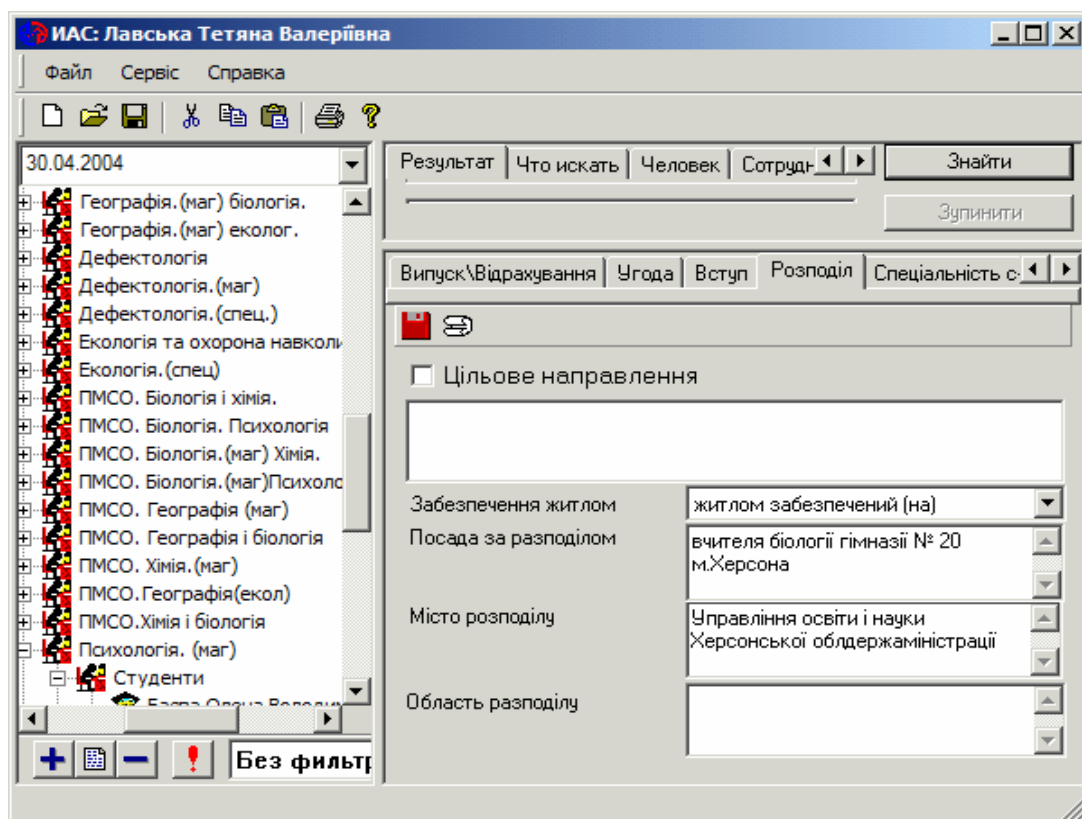 ИАС: Лавська Тетяна Валеріївна
Файл Сервіс Справка
30.04.2004
Географія.(маг) біологія.
Географія.(маг) еколог.
Дефектологія
Дефектологія.(маг)
Дефектологія.(спец.)
Екологія та охорона навколи
Екологія.(спец)
ПМСО. Біологія і хімія.
ПМСО. Біологія. Психологія
ПМСО. Біологія.(маг) Хімія.
ПМСО. Біологія.(маг)Психоло
ПМСО. Географія (маг)
ПМСО. Географія і біологія
ПМСО. Хімія.(маг)
ПМСО.Географія(екол)
ПМСО.Хімія і біологія
Психологія. (маг)
Студенти
Без фильтр
Результат Что искать Человек Сотрудн
Знайти
Зупинити
Випуск\Відрахування Угода Вступ Розподіл Спеціальність с
Цільове направлення
Забезпечення житлом житлом забезпечений (на)
Посада за разподілом вчителя біології гімназії № 20
м.Херсона
Місто розподілу Управління освіти і науки
Херсонської облдержаміністрації
Область разподілу